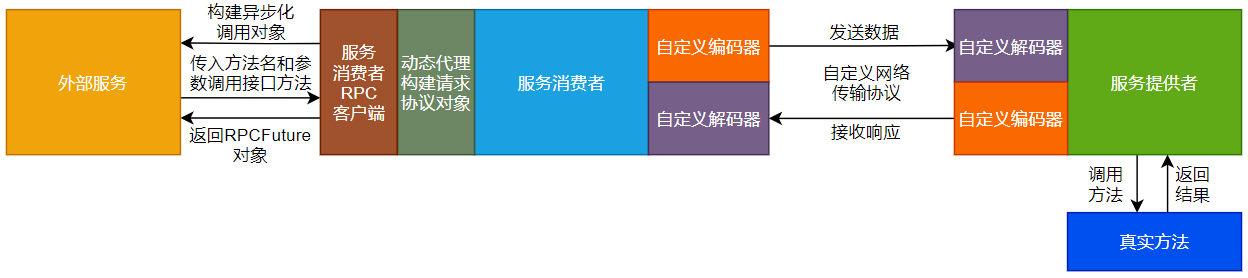 构建异步化
调用对象
外部服务
传入方法名和参
数调用接口方法
返回RPCFuture
对象
服务
消费者
RPC
客户端
动态代理
构建请求
协议对象
服务消费者
自定义编码器
自定义解码器
发送数据
自定义网络
传输协议
接收响应
自定义解码器
自定义编码器
服务提供者
调用
方法
返回
结果
真实方法